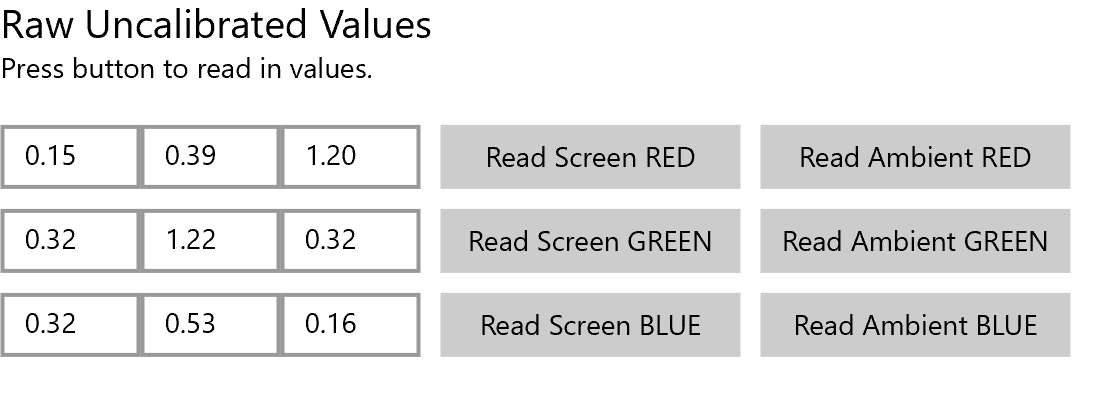 Raw Uncalibrated Values
Press button to read in values.
0.15 0.39 1.20 Read Screen RED Read Ambient RED
0.32 1.22 0.32 Read Screen GREEN Read Ambient GREEN
0.32 0.53 0.16 Read Screen BLUE Read Ambient BLUE